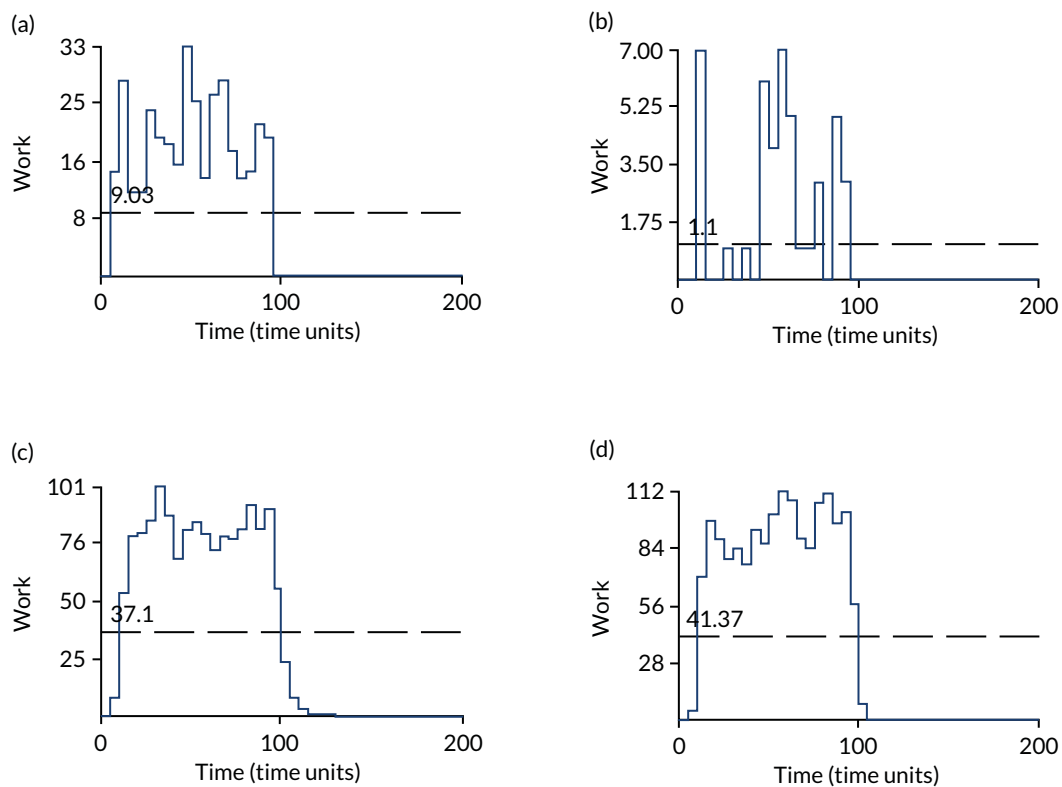 (a)
33
25
16
8
9.03
Work
0 100 200
Time (time units)
(b)
7.00
5.25
3.50
1.75
1.1
Work
0 100 200
Time (time units)
(c)
101
76
50
25
37.1
Work
0 100 200
Time (time units)
(d)
112
84
56
28
41.37
Work
0 100 200
Time (time units)